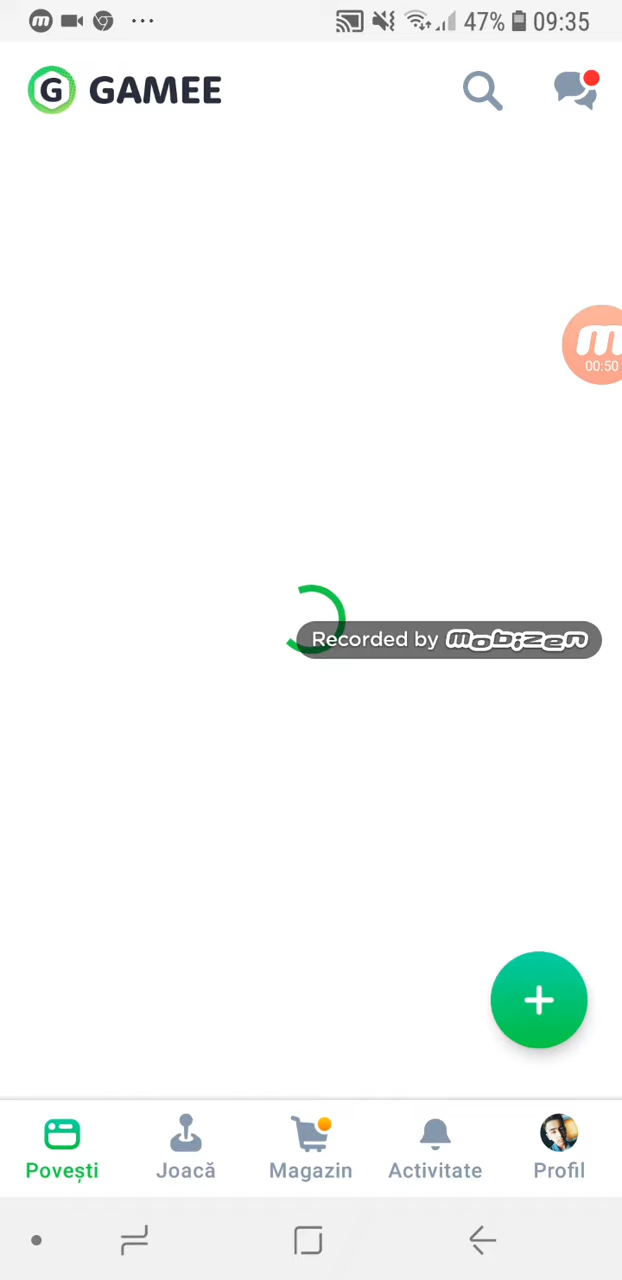 47% 09:35
G GAMEE
m
00:50
Recorded by mobizen
Povești Joacă Magazin Activitate Profil